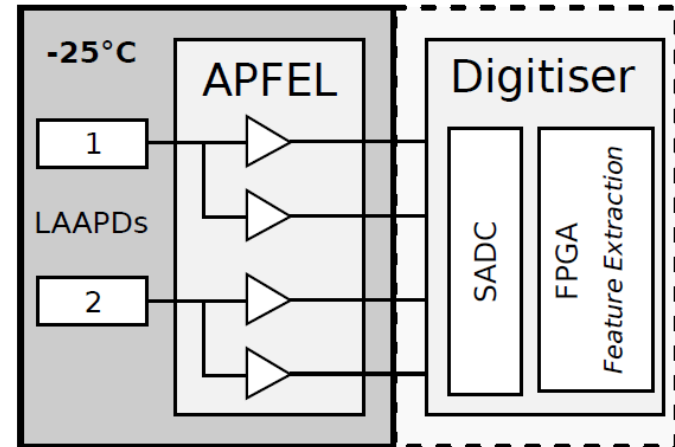 -25°C
APFEL
Digitiser
1
LAAPDs
2
SADC
FPGA
Feature Extraction